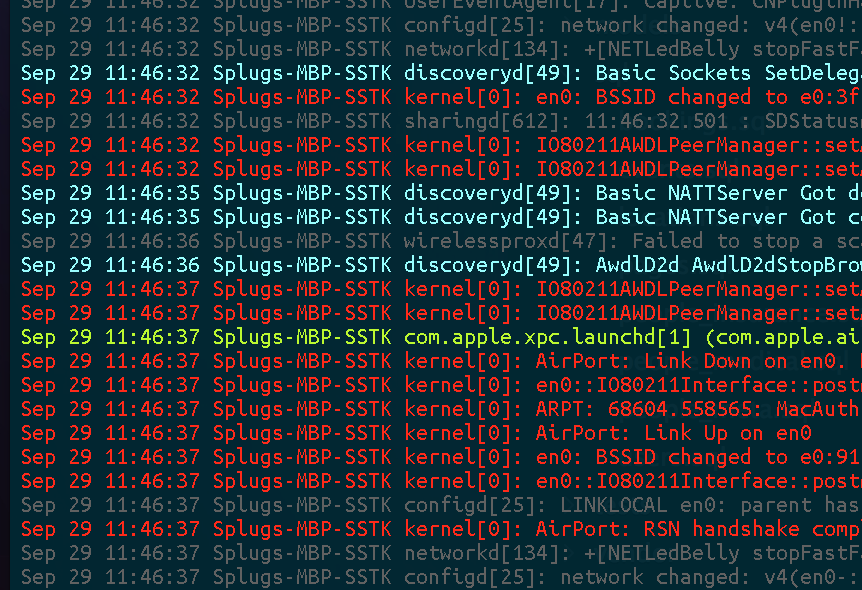 Sep 29 11:46:32 Splugs-MBP-SSTK UserEventAgent[17]: Captive: CNPluginH
Sep 29 11:46:32 Splugs-MBP-SSTK configd[25]: network changed: v4(en0!:
Sep 29 11:46:32 Splugs-MBP-SSTK networkd[134]: +[NETLedBelly stopFastF
Sep 29 11:46:32 Splugs-MBP-SSTK discoveryd[49]: Basic Sockets SetDeleg
Sep 29 11:46:32 Splugs-MBP-SSTK kernel[0]: en0: BSSID changed to e0:3f
Sep 29 11:46:32 Splugs-MBP-SSTK sharingd[612]: 11:46:32.501 : SDStatus
Sep 29 11:46:32 Splugs-MBP-SSTK kernel[0]: IO80211AWDLPeerManager::set
Sep 29 11:46:32 Splugs-MBP-SSTK kernel[0]: IO80211AWDLPeerManager::set
Sep 29 11:46:35 Splugs-MBP-SSTK discoveryd[49]: Basic NATTServer Got d
Sep 29 11:46:35 Splugs-MBP-SSTK discoveryd[49]: Basic NATTServer Got c
Sep 29 11:46:36 Splugs-MBP-SSTK wirelessproxd[47]: Failed to stop a sc
Sep 29 11:46:36 Splugs-MBP-SSTK discoveryd[49]: AwdlD2d AwdlD2dStopBro
Sep 29 11:46:37 Splugs-MBP-SSTK kernel[0]: IO80211AWDLPeerManager::set
Sep 29 11:46:37 Splugs-MBP-SSTK kernel[0]: IO80211AWDLPeerManager::set
Sep 29 11:46:37 Splugs-MBP-SSTK com.apple.xpc.launchd[1] (com.apple.ai
Sep 29 11:46:37 Splugs-MBP-SSTK kernel[0]: AirPort: Link Down on en0.
Sep 29 11:46:37 Splugs-MBP-SSTK kernel[0]: en0::IO80211Interface::post
Sep 29 11:46:37 Splugs-MBP-SSTK kernel[0]: ARPT: 68604.558565: MacAuth
Sep 29 11:46:37 Splugs-MBP-SSTK kernel[0]: AirPort: Link Up on en0
Sep 29 11:46:37 Splugs-MBP-SSTK kernel[0]: en0: BSSID changed to e0:91
Sep 29 11:46:37 Splugs-MBP-SSTK kernel[0]: en0::IO80211Interface::post
Sep 29 11:46:37 Splugs-MBP-SSTK configd[25]: LINKLOCAL en0: parent has
Sep 29 11:46:37 Splugs-MBP-SSTK kernel[0]: AirPort: RSN handshake comp
Sep 29 11:46:37 Splugs-MBP-SSTK networkd[134]: +[NETLedBelly stopFastF
Sep 29 11:46:37 Splugs-MBP-SSTK configd[25]: network changed: v4(en0-: